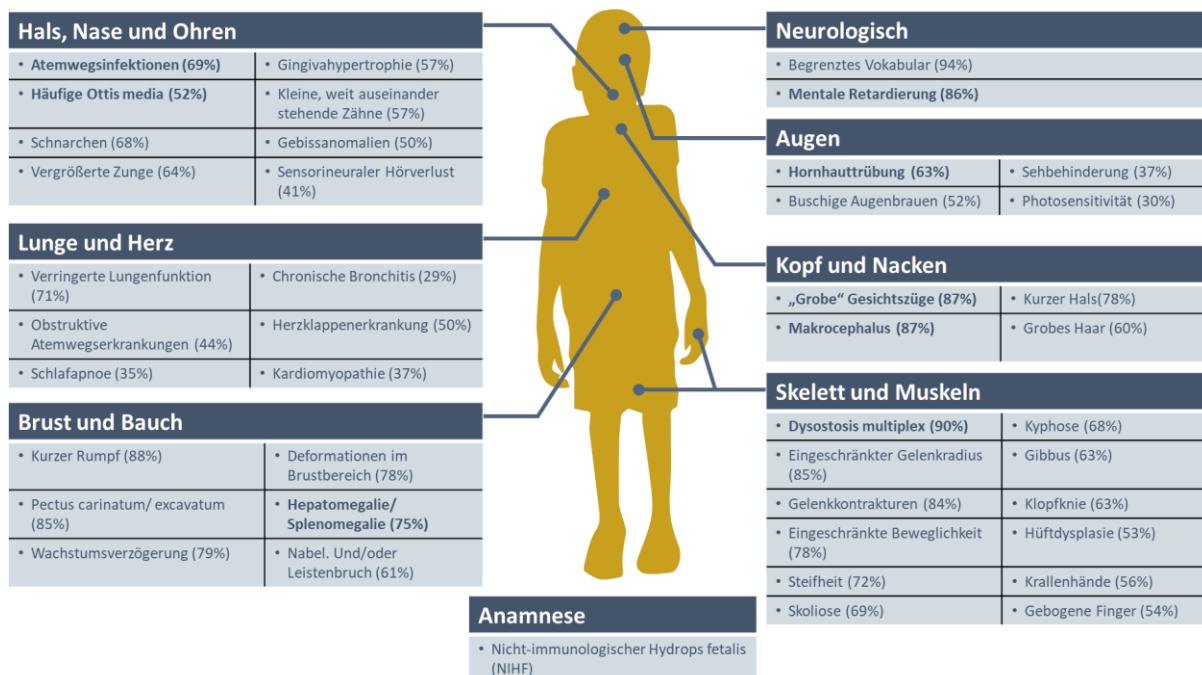 Hals, Nase und Ohren
• Atemwegsinfektionen (69%)
• Gingivahypertrophie (57%)
• Häufige Ottis media (52%)
• Kleine, weit auseinander
stehende Zähne
(57%)
• Schnarchen (68%)
• Gebissanomalien (50%)
• Vergrößerte Zunge (64%)
• Sensorineuraler Hörverlust
(41%)
Lunge und Herz
• Verringerte Lungenfunktion
(71%)
• Chronische Bronchitis (29%)
• Obstruktive
Atemwegserkrankungen (44%)
• Herzklappenerkrankung (50%)
• Schlafapnoe (35%)
• Kardiomyopathie (37%)
Brust und Bauch
• Kurzer Rumpf (88%)
• Deformationen im
Brustbereich (78%)
• Pectus carinatum/ excavatum
(85%)
• Hepatomegalie/
Splenomegalie (75%)
• Wachstumsverzögerung (79%)
• Nabel. Und/oder
Leistenbruch (61%)
Neurologisch
• Begrenztes Vokabular (94%)
• Mentale Retardierung (86%)
Augen
• Hornhauttrübung (63%)
• Sehbehinderung (37%)
• Buschige Augenbrauen (52%)
• Photosensitivität (30%)
Kopf und Nacken
• „Grobe“ Gesichtszüge (87%)
• Kurzer Hals(78%)
• Makrocephalus (87%)
• Grobes Haar (60%)
Skelett und Muskeln
• Dysostosis multiplex (90%)
• Kyphose (68%)
• Eingeschränkter Gelenkradius
(85%)
• Gibbus (63%)
• Gelenkkontrakturen (84%)
• Klopfknie (63%)
• Eingeschränkte Beweglichkeit
(78%)
• Hüftdysplasie (53%)
• Steifheit (72%)
• Krallenhände (56%)
• Skoliose (69%)
• Gebogene Finger (54%)
Anamnese
• Nicht-immunologischer Hydrops fetalis
(NIHF)